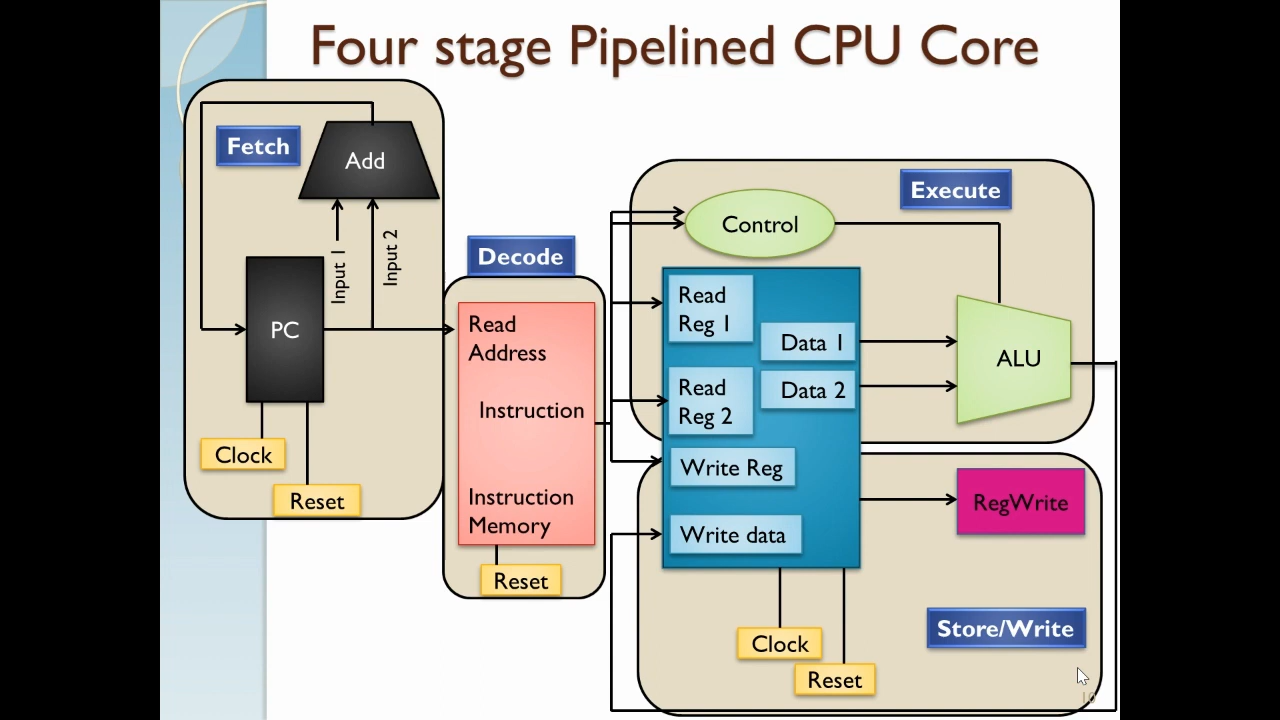 Four stage Pipelined CPU Core
Fetch
Add
Input 1
Input 2
PC
Clock
Reset
Decode
Read
Address
Instruction
Instruction
Memory
Reset
Execute
Control
Read
Reg 1
Data 1
Read
Reg 2
Data 2
ALU
Write Reg
Write data
RegWrite
Store/Write
Clock
Reset
10